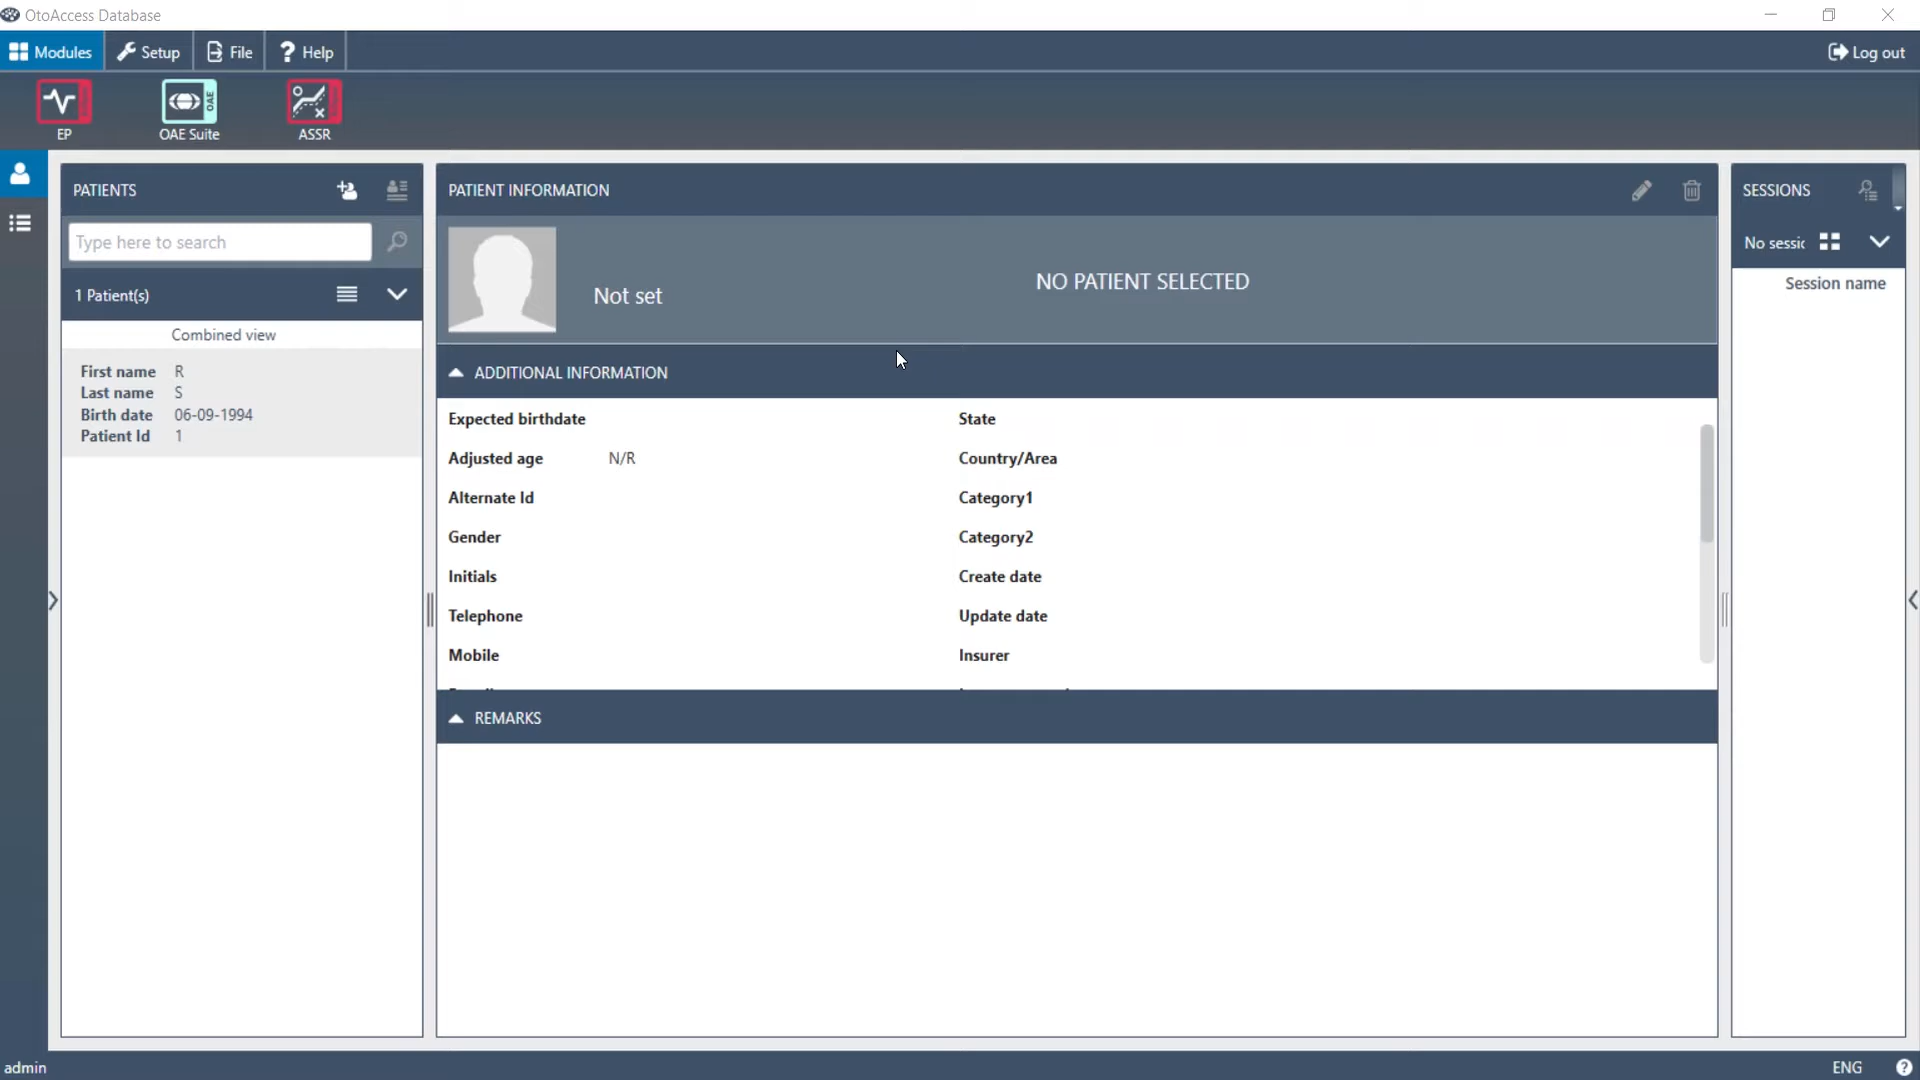 OtoAccess Database
Modules
Setup
File
Help
Log out
EP
OAE
OAE Suite
ASSR
PATIENTS
Type here to search
1 Patient(s)
Combined view
First name R
Last name S
Birth date 06-09-1994
Patient Id 1
PATIENT INFORMATION
Not set
NO PATIENT SELECTED
ADDITIONAL INFORMATION
Expected birthdate
Adjusted age N/R
Alternate Id
Gender
Initials
Telephone
Mobile
State
Country/Area
Category1
Category2
Create date
Update date
Insurer
REMARKS
SESSIONS
No sessic
Session name
admin
ENG